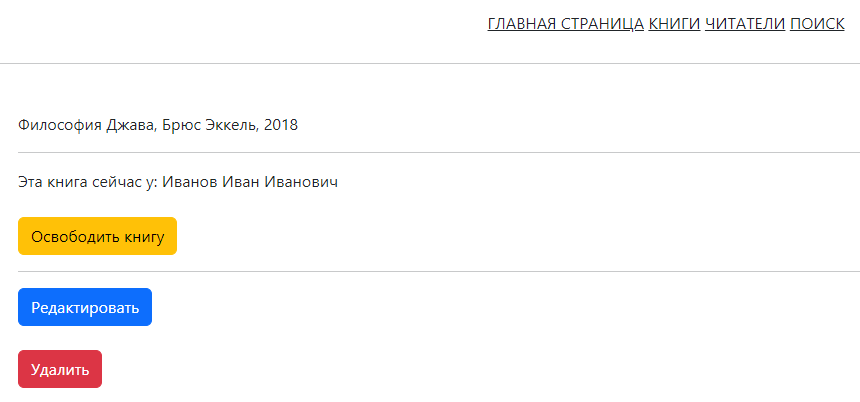 ГЛАВНАЯ СТРАНИЦА КНИГИ ЧИТАТЕЛИ ПОИСК
Философия Джава, Брюс Эккель, 2018
Эта книга сейчас у: Иванов Иван Иванович
Освободить книгу
Редактировать
Удалить